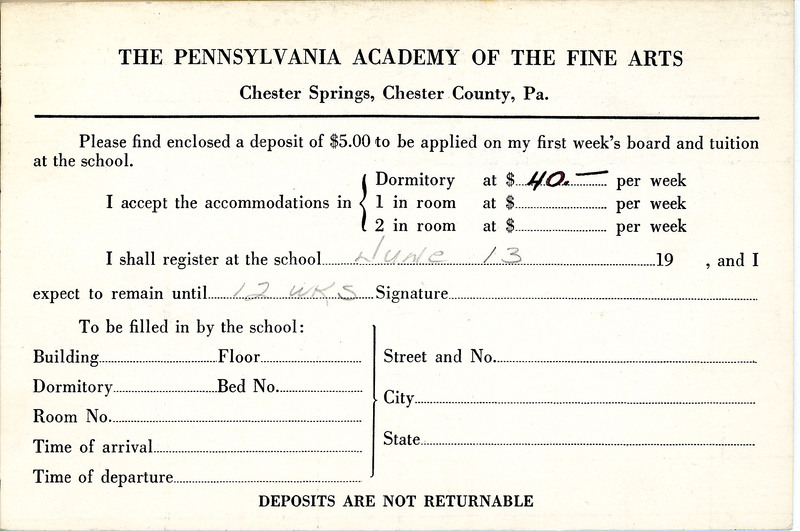 THE PENNSYLVANIA ACADEMY OF THE FINE ARTS
Chester Springs, Chester County, Pa.
Please find enclosed a deposit of $5.00 to be applied on my first week's board and tuition
at the school.
I accept the accommodations in { Dormitory at $ 40.— per week
1 in room at $ per week
2 in room at $ per week
I shall register at the school June 13 19 , and I
expect to remain until 12 WKS Signature
To be filled in by the school:
Building Floor
Dormitory Bed No.
Room No.
Time of arrival
Time of departure
Street and No.
City
State
DEPOSITS ARE NOT RETURNABLE